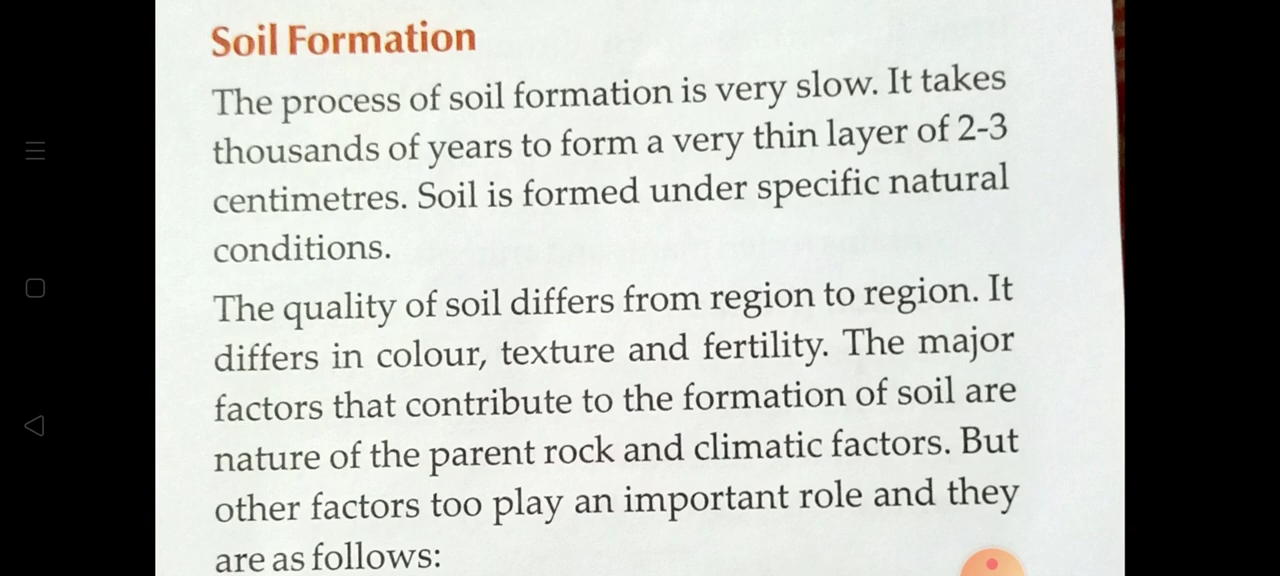 Soil Formation
The process of soil formation is very slow. It takes
thousands of years to form a very thin layer of 2-3
centimetres. Soil is formed under specific natural
conditions.
The quality of soil differs from region to region. It
differs in colour, texture and fertility. The major
factors that contribute to the formation of soil are
nature of the parent rock and climatic factors. But
other factors too play an important role and they
are as follows: